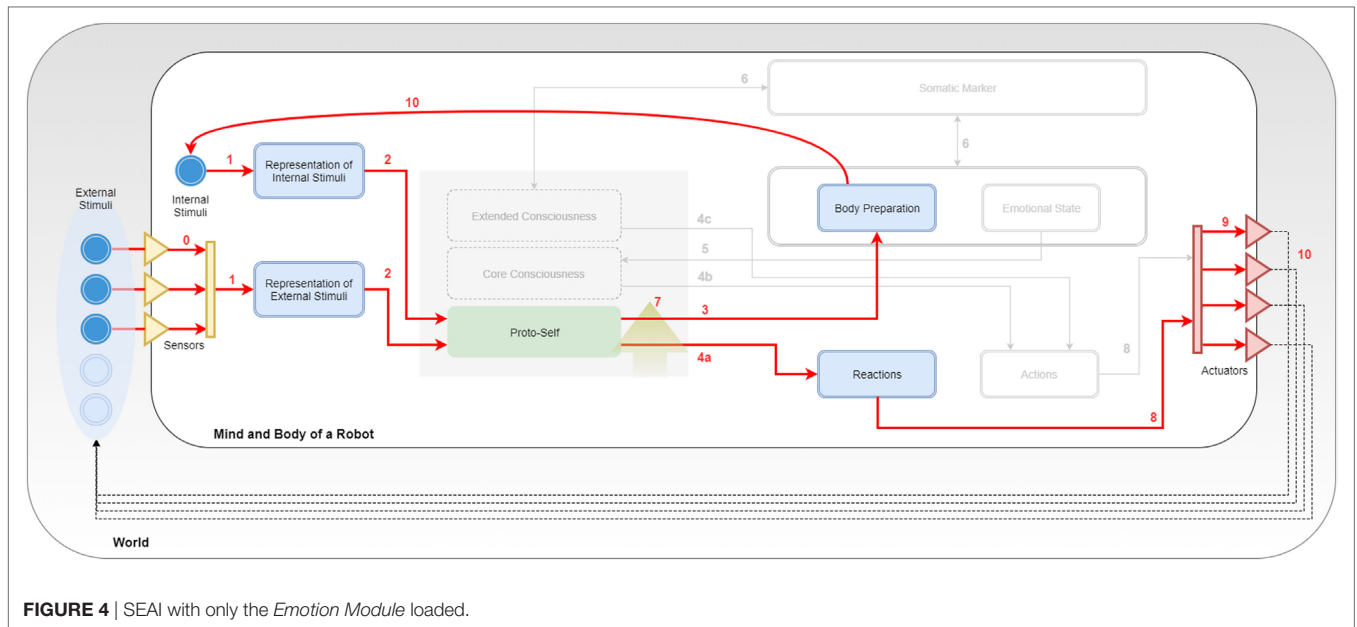 6
Somatic Marker
10
6
1
Representation of
Internal Stimuli
2
External
Stimuli
Internal
Stimuli
Extended Consciousness
4c
Body Preparation
Emotional State
9
0
5
10
Core Consciousness
4b
1
Representation of
External Stimuli
2
7
3
Proto-Self
Sensors
4a
8
Reactions
Actions
Actuators
8
Mind and Body of a Robot
World
FIGURE 4 | SEAI with only the Emotion Module loaded.